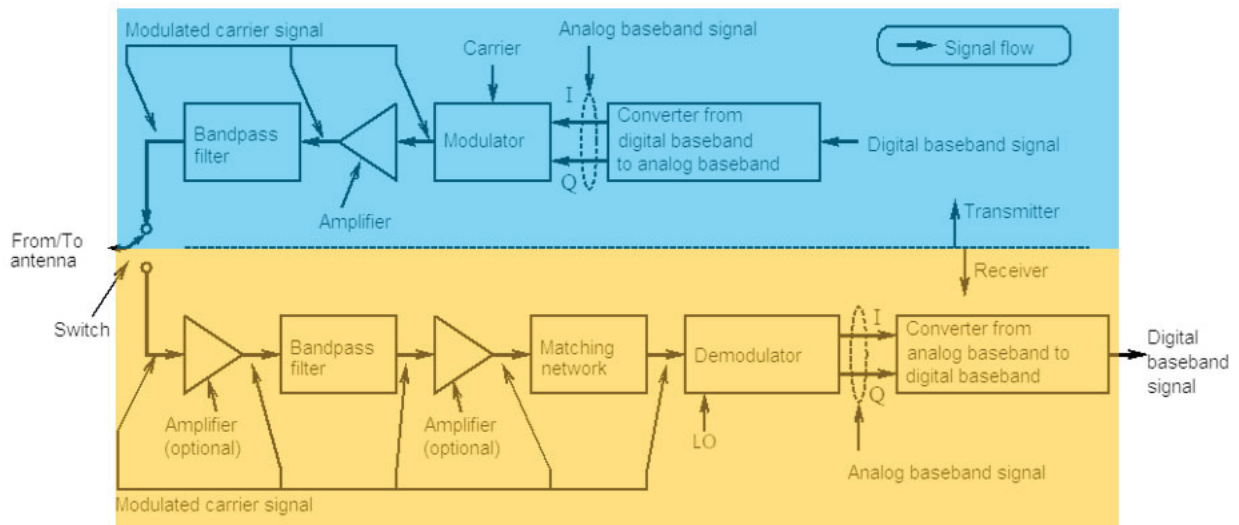 Modulated carrier signal
Analog baseband signal
Carrier
Signal flow
I
Bandpass
filter
Modulator
Converter from
digital baseband
to analog baseband
Digital baseband signal
Q
Amplifier
Transmitter
From/To
antenna
Receiver
Switch
I
Bandpass
filter
Matching
network
Demodulator
Converter from
analog baseband to
digital baseband
Digital
baseband
signal
Q
Amplifier
(optional)
Amplifier
(optional)
LO
Analog baseband signal
Modulated carrier signal